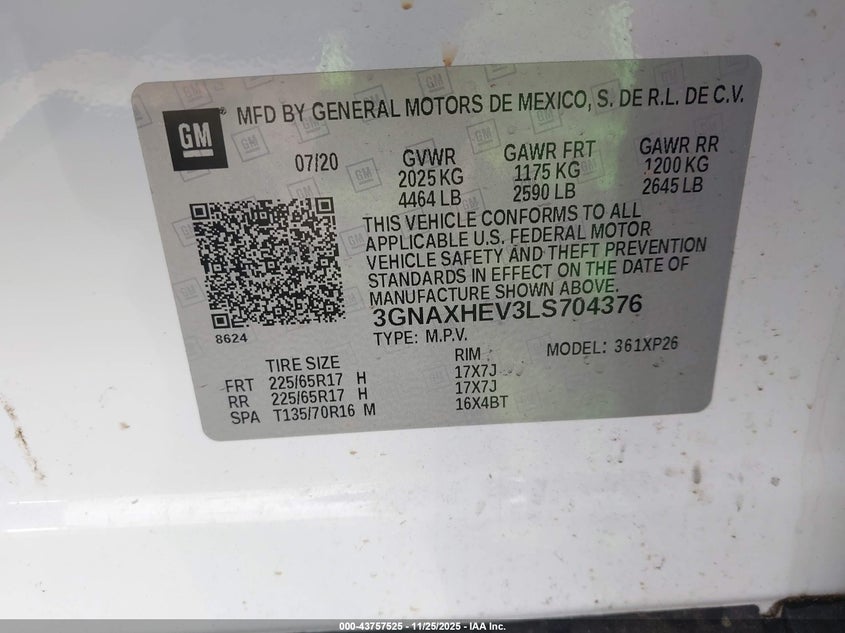 GM
MFD BY GENERAL MOTORS DE MEXICO, S. DE R.L. DE C.V.
07/20 GVWR GAWR FRT GAWR RR
2025 KG 1175 KG 1200 KG
4464 LB 2590 LB 2645 LB
THIS VEHICLE CONFORMS TO ALL
APPLICABLE U.S. FEDERAL MOTOR
VEHICLE SAFETY AND THEFT PREVENTION
STANDARDS IN EFFECT ON THE DATE OF
MANUFACTURE SHOWN ABOVE.
3GNAXHEV3LS704376
8624
TYPE: M.P.V. MODEL: 361XP26
TIRE SIZE RIM
FRT 225/65R17 H 17X7J
RR 225/65R17 H 17X7J
SPA T135/70R16 M 16X4BT
000-43757525 - 11/25/2025 - IAA Inc.